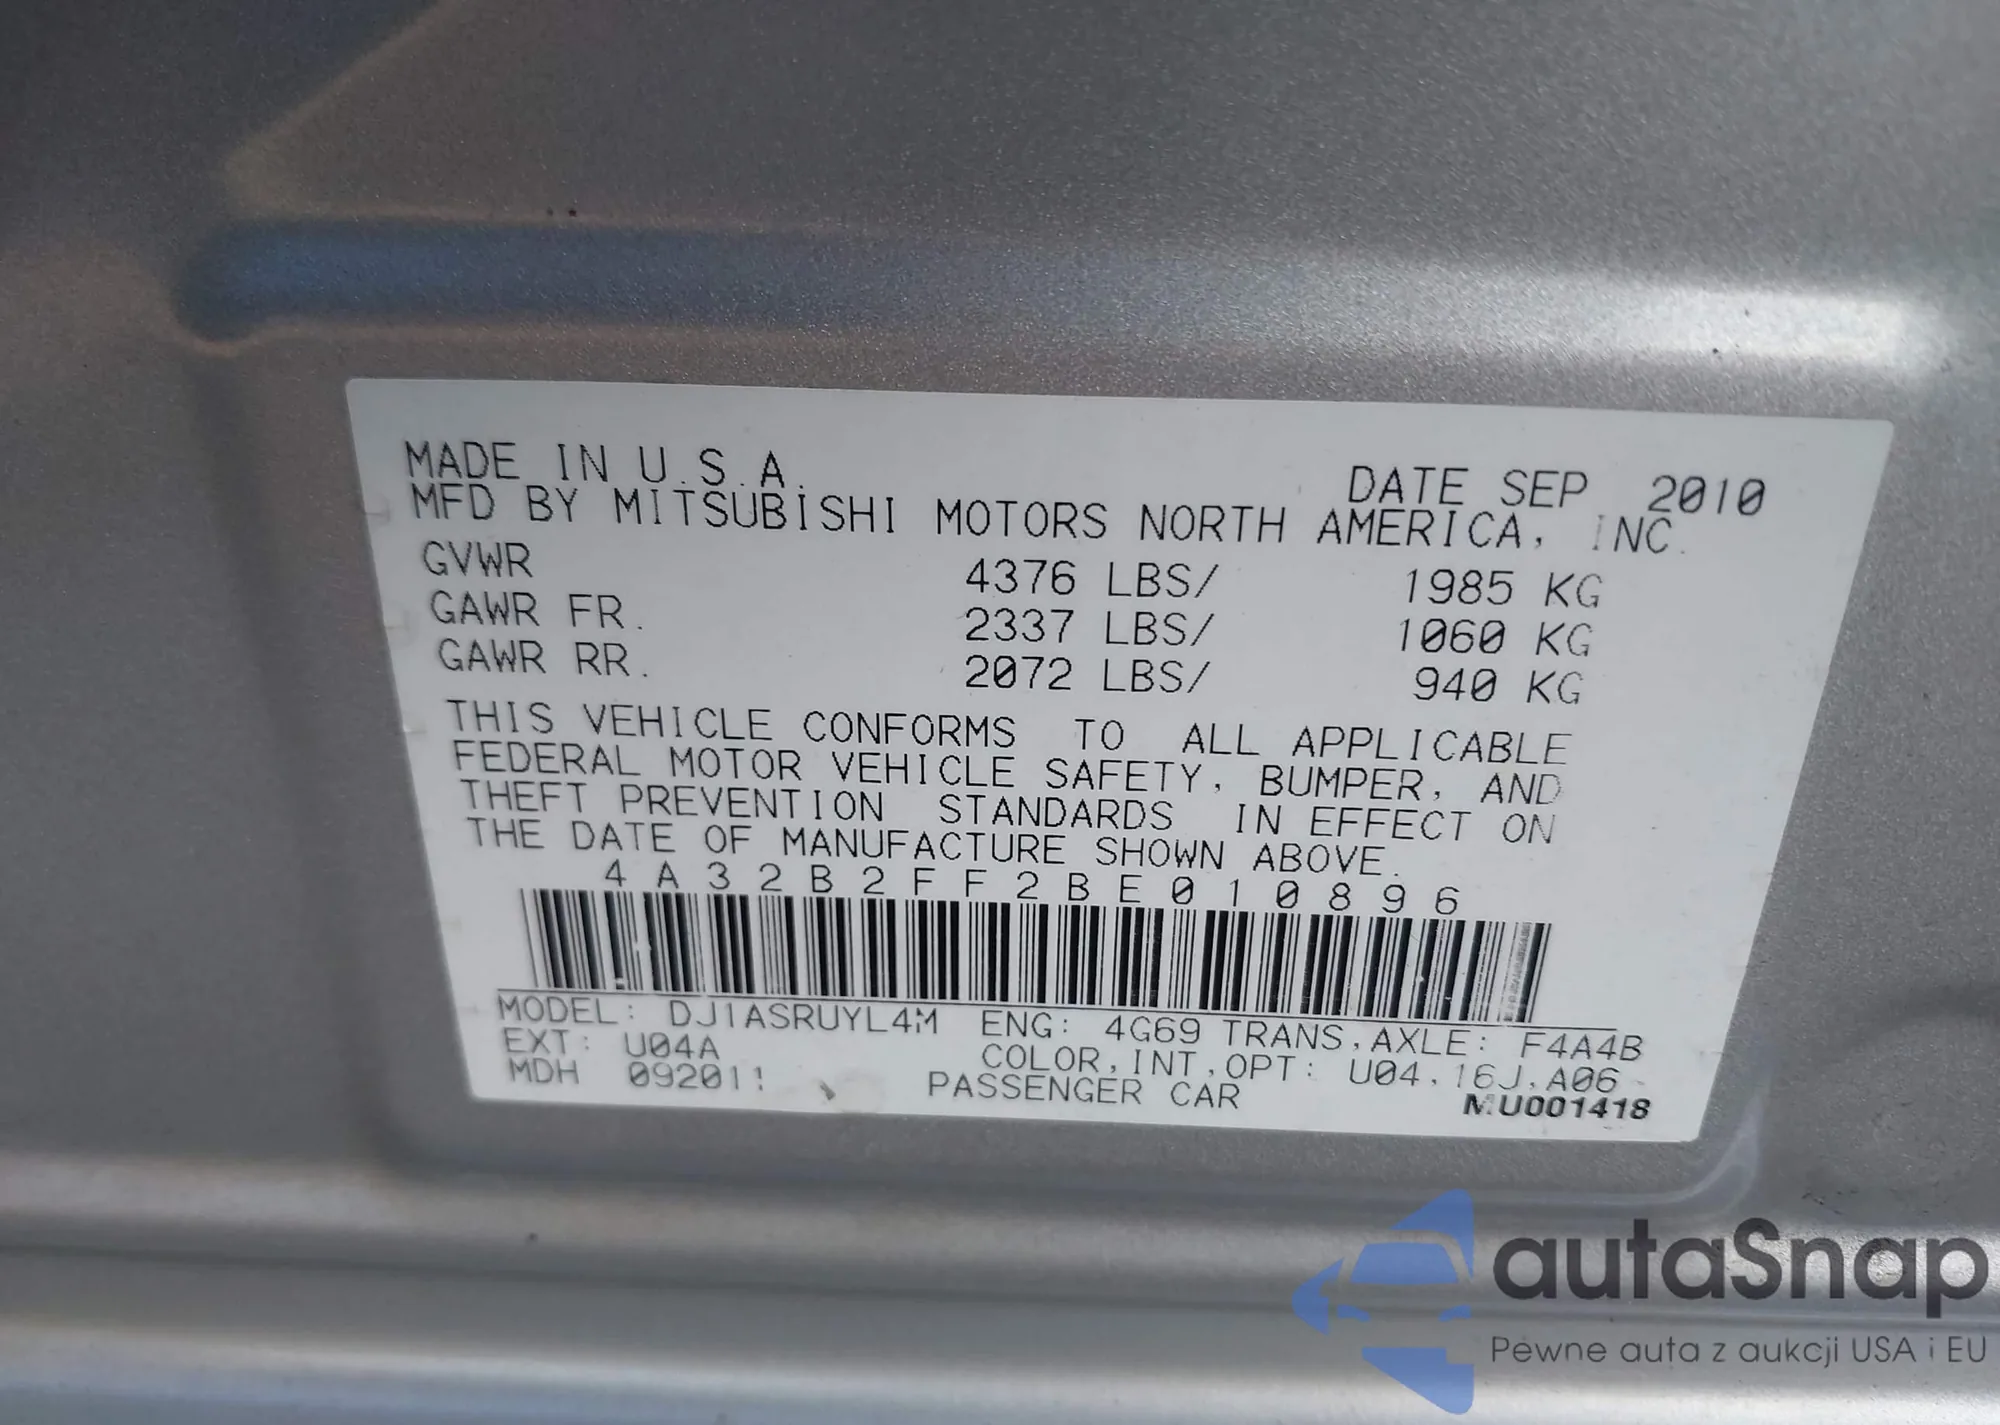 MADE IN U.S.A.
DATE SEP 2010
MFD BY MITSUBISHI MOTORS NORTH AMERICA, INC.
GVWR 4376 LBS/ 1985 KG
GAWR FR. 2337 LBS/ 1060 KG
GAWR RR. 2072 LBS/ 940 KG
THIS VEHICLE CONFORMS TO ALL APPLICABLE
FEDERAL MOTOR VEHICLE SAFETY, BUMPER, AND
THEFT PREVENTION STANDARDS IN EFFECT ON
THE DATE OF MANUFACTURE SHOWN ABOVE.
4A32B2FF2BE010896
MODEL: DJ1ASRUYL4M ENG: 4G69 TRANS,AXLE: F4A4B
EXT: U04A COLOR,INT,OPT: U04,16J,A06
MDH 092011 PASSENGER CAR
MU001418
autaSnap
Pewne auta z aukcji USA i EU